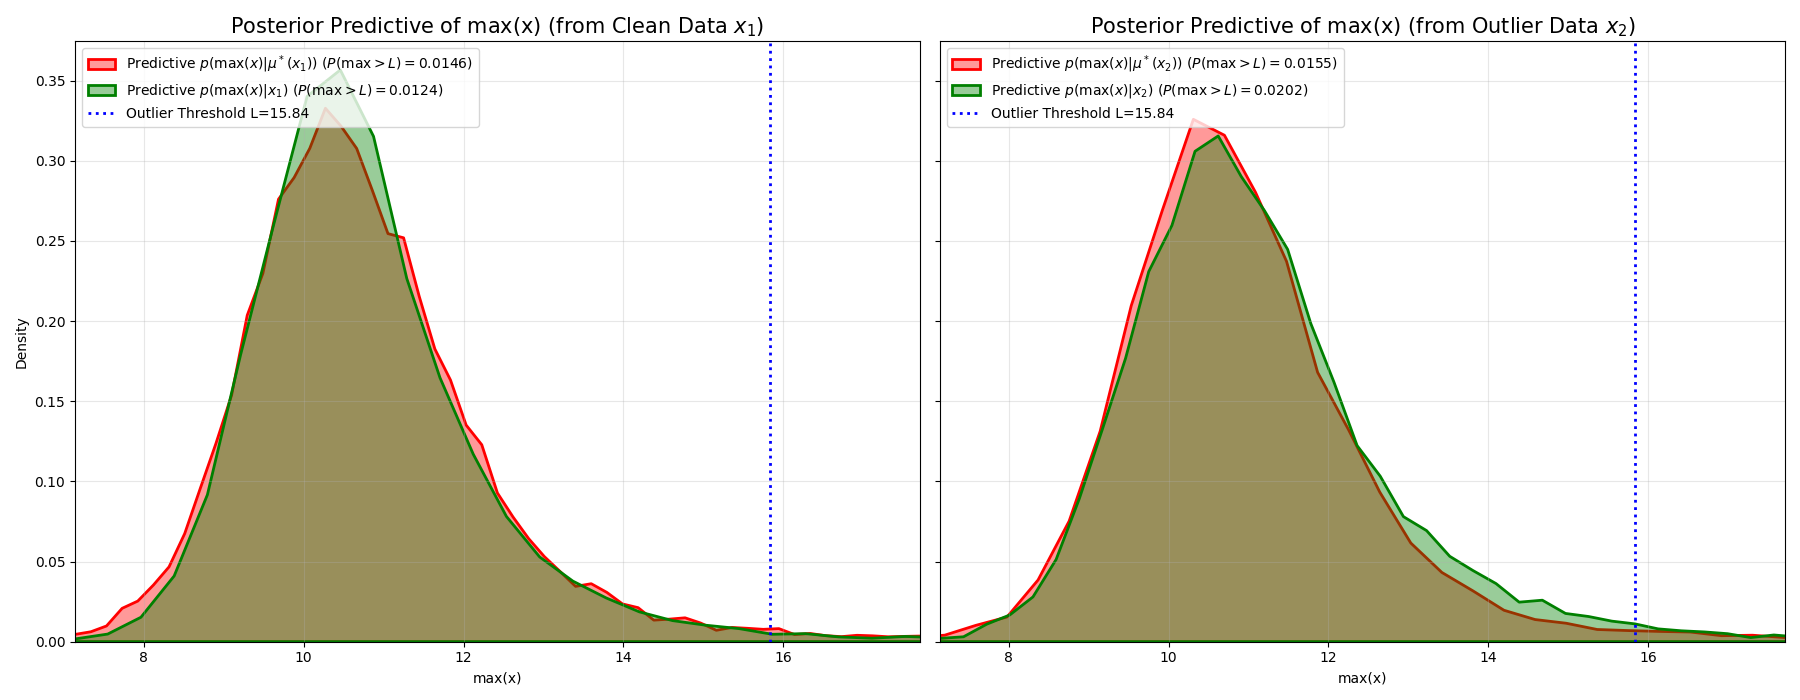 Posterior Predictive of max(x) (from Clean Data x₁)
Predictive p(max(x)|μ*(x₁)) (P(max > L) = 0.0146)
Predictive p(max(x)|x₁) (P(max > L) = 0.0124)
Outlier Threshold L=15.84
Density
0.35
0.30
0.25
0.20
0.15
0.10
0.05
0.00
8 10 12 14 16
max(x)
Posterior Predictive of max(x) (from Outlier Data x₂)
Predictive p(max(x)|μ*(x₂)) (P(max > L) = 0.0155)
Predictive p(max(x)|x₂) (P(max > L) = 0.0202)
Outlier Threshold L=15.84
8 10 12 14 16
max(x)